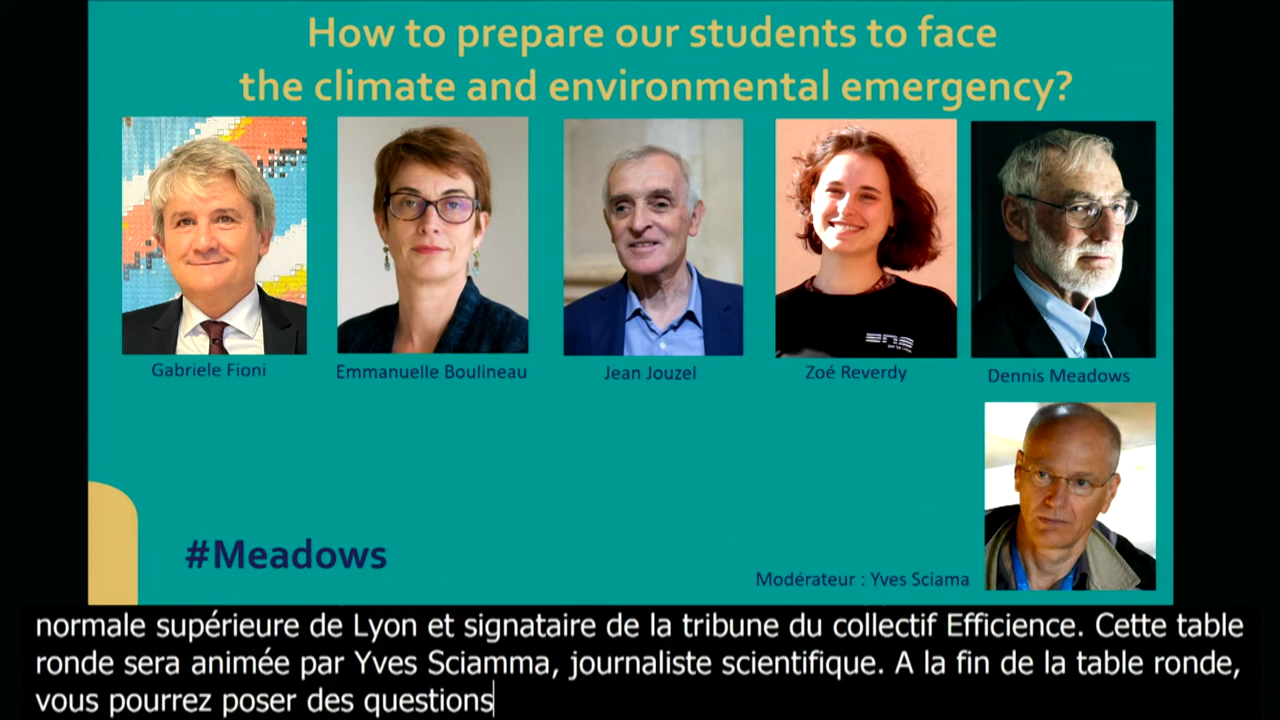 How to prepare our students to face
the climate and environmental emergency?
Gabriele Fioni
Emmanuelle Boulineau
Jean Jouzel
Zoé Reverdy
Dennis Meadows
#Meadows
Modérateur : Yves Sciama
normale supérieure de Lyon et signataire de la tribune du collectif Efficience. Cette table
ronde sera animée par Yves Sciamma, journaliste scientifique. A la fin de la table ronde,
vous pourrez poser des questions